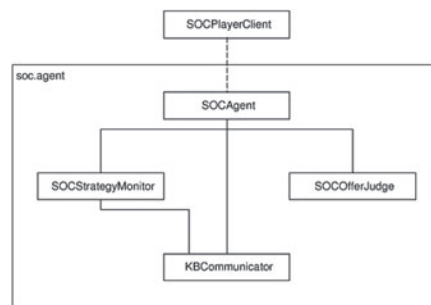 SOCPlayerClient
soc.agent
SOCAgent
SOCStrategyMonitor
SOCOfferJudge
KBCommunicator